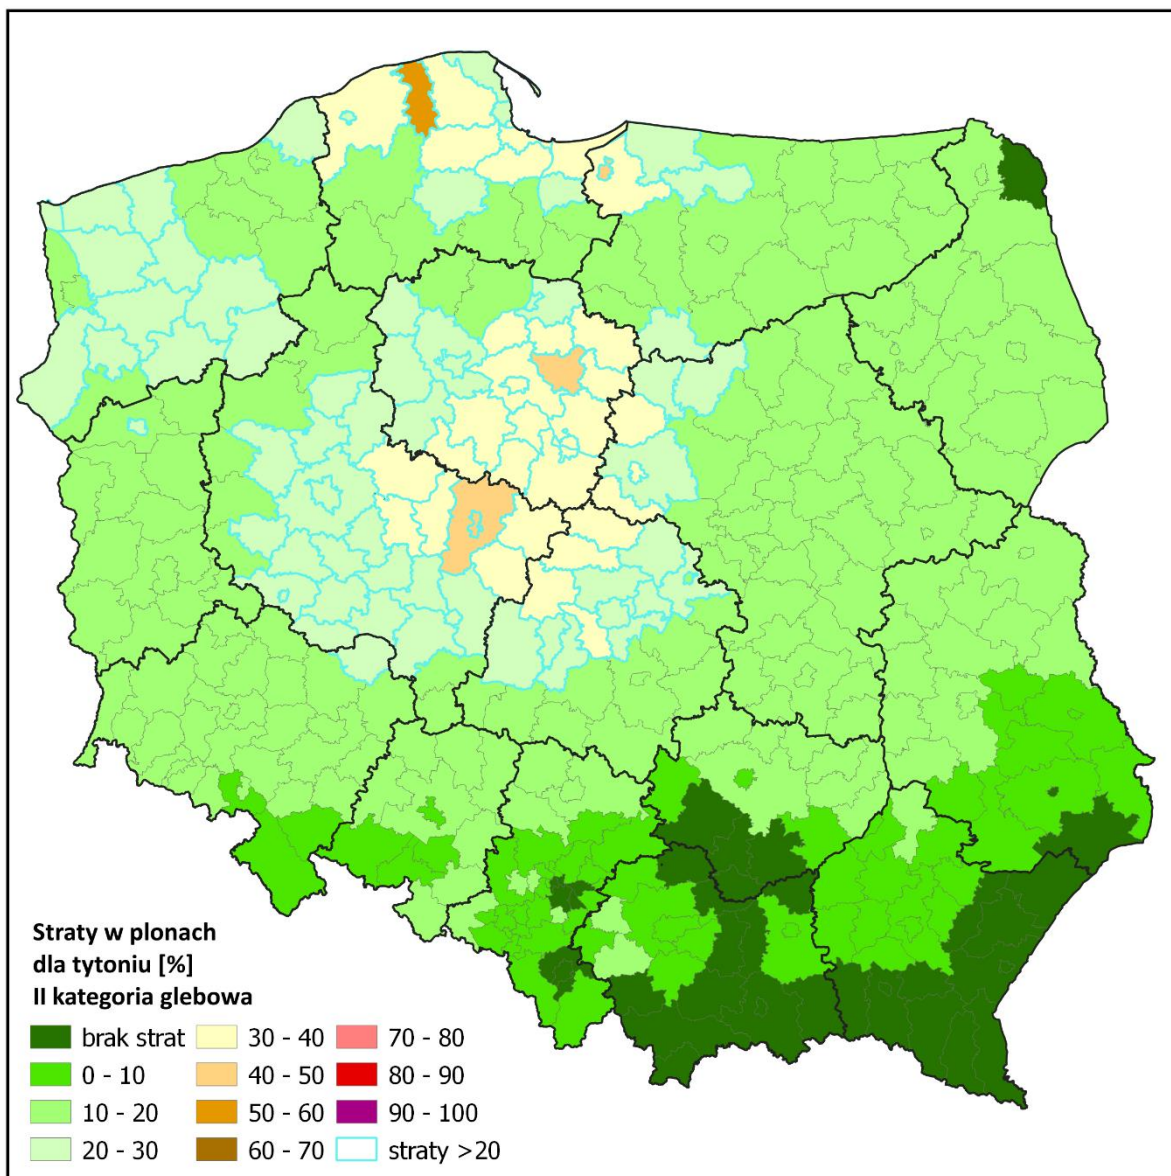 Straty w plonach
dla tytoniu [%]
II kategoria glebowa
brak strat
0 - 10
10 - 20
20 - 30
30 - 40
40 - 50
50 - 60
60 - 70
70 - 80
80 - 90
90 - 100
straty >20